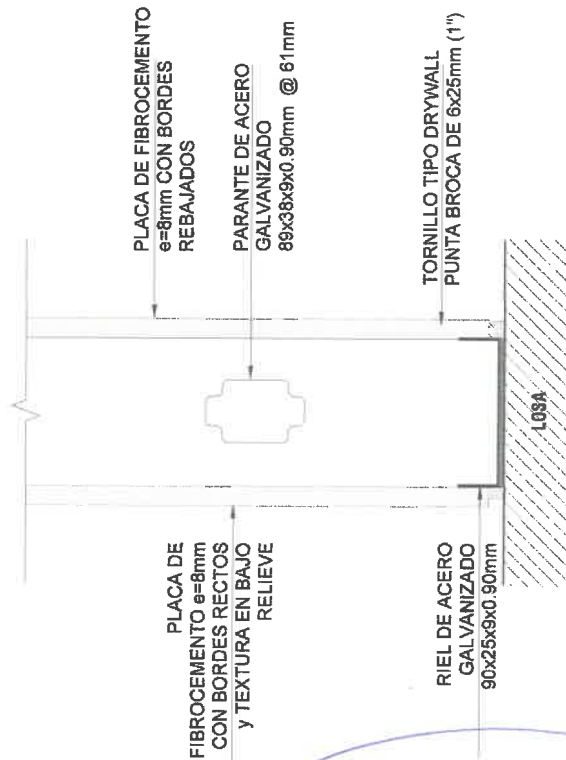 PLACA DE
FIBROCEMENTO e=8mm
CON BORDES RECTOS
y TEXTURA EN BAJO
RELIEVE
RIEL DE ACERO
GALVANIZADO
90x25x9x0.90mm
PLACA DE FIBROCEMENTO
e=8mm CON BORDES
REBAJADOS
PARANTE DE ACERO
GALVANIZADO
89x38x9x0.90mm @ 61mm
TORNILLO TIPO DRYWALL
PUNTA BROCA DE 6x25mm (1")
LOSA